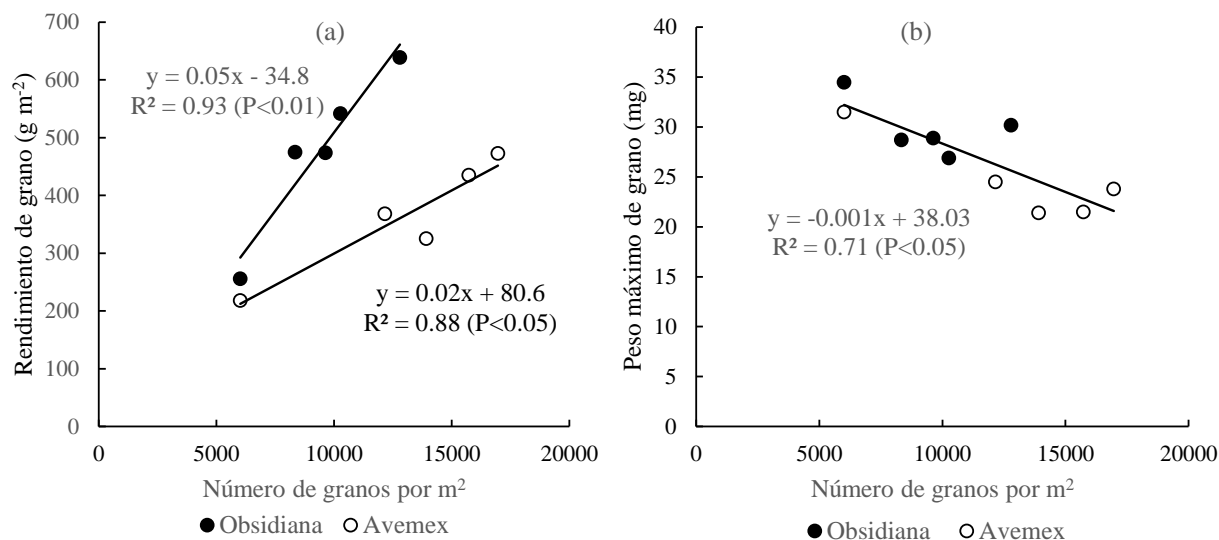 (a)
Rendimiento de grano (g m-2)
700
600
500
400
300
200
100
0
y = 0.05x - 34.8
R² = 0.93 (P<0.01)
y = 0.02x + 80.6
R² = 0.88 (P<0.05)
0 5000 10000 15000 20000
Número de granos por m²
Obsidiana Avemex
(b)
Peso máximo de grano (mg)
40
35
30
25
20
15
10
5
0
y = -0.001x + 38.03
R² = 0.71 (P<0.05)
0 5000 10000 15000 20000
Número de granos por m²
Obsidiana Avemex